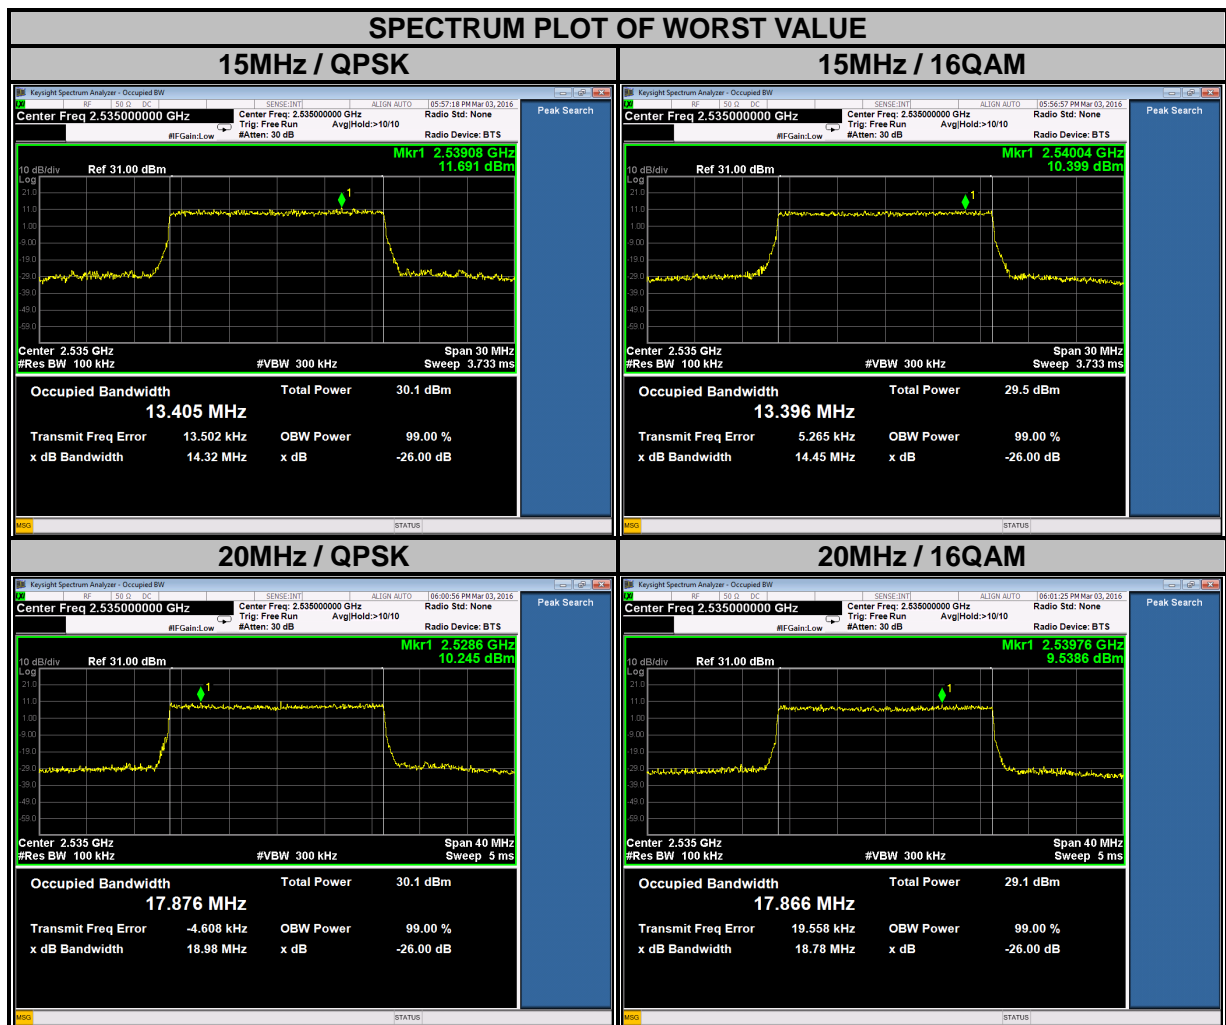 SPECTRUM PLOT OF WORST VALUE
15MHz / QPSK
15MHz / 16QAM
Keysight Spectrum Analyzer - Occupied BW
RF 50 Ω DC SENSE:INT ALIGN AUTO 05:57:18 PM Mar 03, 2016
Center Freq 2.535000000 GHz
Center Freq: 2.535000000 GHz Radio Std: None
Trig: Free Run Avg|Hold:>10/10
#IFGain:Low #Atten: 30 dB Radio Device: BTS
Peak Search
Mkr1 2.53908 GHz
11.691 dBm
10 dB/div Ref 31.00 dBm
Log
21.0
11.0
1.00
-9.00
-19.0
-29.0
-39.0
-49.0
-59.0
1
Center 2.535 GHz Span 30 MHz
#Res BW 100 kHz #VBW 300 kHz Sweep 3.733 ms
Occupied Bandwidth Total Power 30.1 dBm
13.405 MHz
Transmit Freq Error 13.502 kHz OBW Power 99.00 %
x dB Bandwidth 14.32 MHz x dB -26.00 dB
MSG STATUS
Keysight Spectrum Analyzer - Occupied BW
RF 50 Ω DC SENSE:INT ALIGN AUTO 05:56:57 PM Mar 03, 2016
Center Freq 2.535000000 GHz
Center Freq: 2.535000000 GHz Radio Std: None
Trig: Free Run Avg|Hold:>10/10
#IFGain:Low #Atten: 30 dB Radio Device: BTS
Peak Search
Mkr1 2.54004 GHz
10.399 dBm
10 dB/div Ref 31.00 dBm
Log
21.0
11.0
1.00
-9.00
-19.0
-29.0
-39.0
-49.0
-59.0
1
Center 2.535 GHz Span 30 MHz
#Res BW 100 kHz #VBW 300 kHz Sweep 3.733 ms
Occupied Bandwidth Total Power 29.5 dBm
13.396 MHz
Transmit Freq Error 5.265 kHz OBW Power 99.00 %
x dB Bandwidth 14.45 MHz x dB -26.00 dB
MSG STATUS
20MHz / QPSK
20MHz / 16QAM
Keysight Spectrum Analyzer - Occupied BW
RF 50 Ω DC SENSE:INT ALIGN AUTO 06:00:56 PM Mar 03, 2016
Center Freq 2.535000000 GHz
Center Freq: 2.535000000 GHz Radio Std: None
Trig: Free Run Avg|Hold:>10/10
#IFGain:Low #Atten: 30 dB Radio Device: BTS
Peak Search
Mkr1 2.5286 GHz
10.245 dBm
10 dB/div Ref 31.00 dBm
Log
21.0
11.0
1.00
-9.00
-19.0
-29.0
-39.0
-49.0
-59.0
1
Center 2.535 GHz Span 40 MHz
#Res BW 100 kHz #VBW 300 kHz Sweep 5 ms
Occupied Bandwidth Total Power 30.1 dBm
17.876 MHz
Transmit Freq Error -4.608 kHz OBW Power 99.00 %
x dB Bandwidth 18.98 MHz x dB -26.00 dB
MSG STATUS
Keysight Spectrum Analyzer - Occupied BW
RF 50 Ω DC SENSE:INT ALIGN AUTO 06:01:25 PM Mar 03, 2016
Center Freq 2.535000000 GHz
Center Freq: 2.535000000 GHz Radio Std: None
Trig: Free Run Avg|Hold:>10/10
#IFGain:Low #Atten: 30 dB Radio Device: BTS
Peak Search
Mkr1 2.53976 GHz
9.5386 dBm
10 dB/div Ref 31.00 dBm
Log
21.0
11.0
1.00
-9.00
-19.0
-29.0
-39.0
-49.0
-59.0
1
Center 2.535 GHz Span 40 MHz
#Res BW 100 kHz #VBW 300 kHz Sweep 5 ms
Occupied Bandwidth Total Power 29.1 dBm
17.866 MHz
Transmit Freq Error 19.558 kHz OBW Power 99.00 %
x dB Bandwidth 18.78 MHz x dB -26.00 dB
MSG STATUS